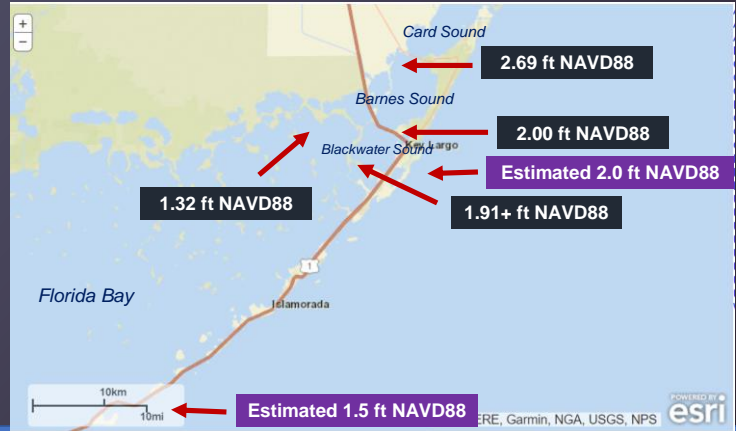 +
−
Card Sound
2.69 ft NAVD88
Barnes Sound
2.00 ft NAVD88
Blackwater Sound
Key Largo
Estimated 2.0 ft NAVD88
1.32 ft NAVD88
1.91+ ft NAVD88
1
Florida Bay
Islamorada
10km
10mi
Estimated 1.5 ft NAVD88
ERE, Garmin, NGA, USGS, NPS
POWERED BY
esri